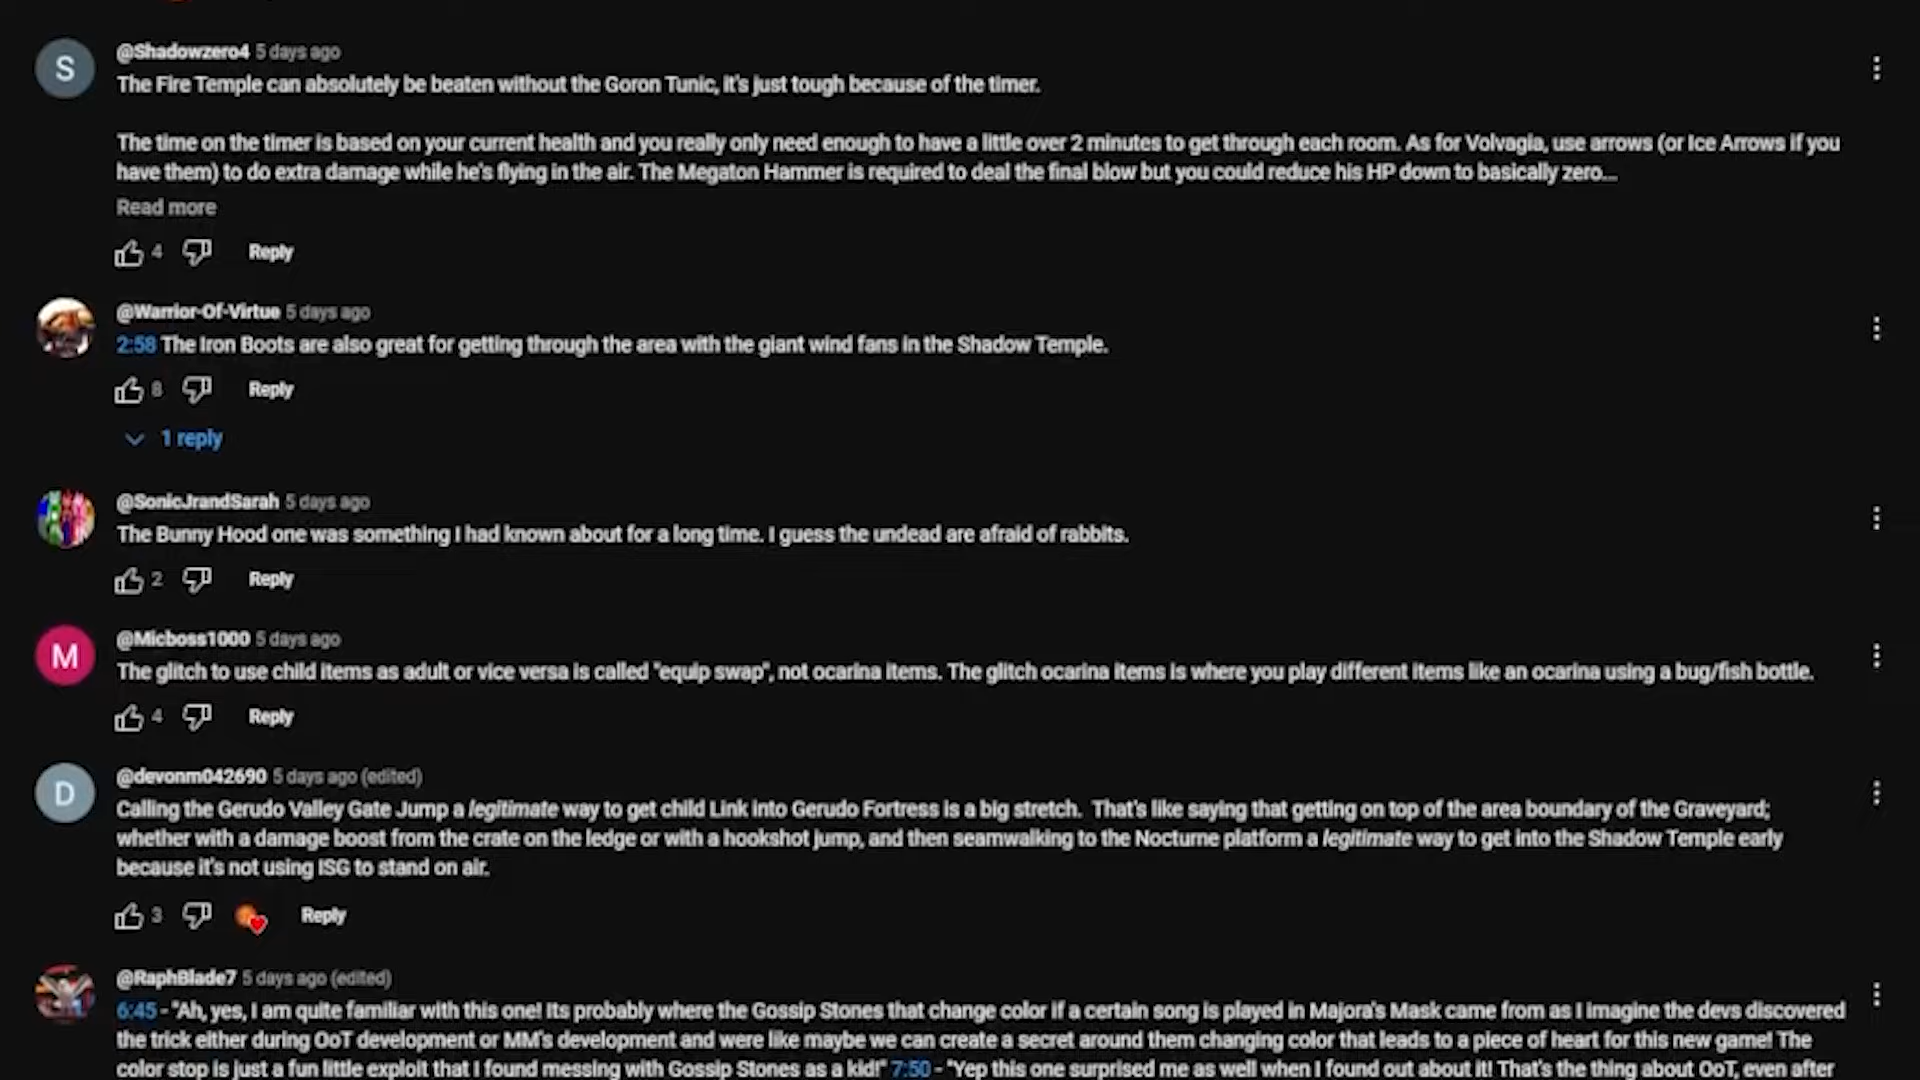 S
@Shadowzero4 5 days ago
The Fire Temple can absolutely be beaten without the Goron Tunic, it's just tough because of the timer.
The time on the timer is based on your current health and you really only need enough to have a little over 2 minutes to get through each room. As for Volvagia, use arrows (or Ice Arrows if you
have them) to do extra damage while he's flying in the air. The Megaton Hammer is required to deal the final blow but you could reduce his HP down to basically zero...
Read more
4 Reply
@Warrior-Of-Virtue 5 days ago
2:58 The Iron Boots are also great for getting through the area with the giant wind fans in the Shadow Temple.
8 Reply
1 reply
@SonicJrandSarah 5 days ago
The Bunny Hood one was something I had known about for a long time. I guess the undead are afraid of rabbits.
2 Reply
M
@Micboss1000 5 days ago
The glitch to use child items as adult or vice versa is called "equip swap", not ocarina items. The glitch ocarina items is where you play different items like an ocarina using a bug/fish bottle.
4 Reply
D
@devonm042690 5 days ago (edited)
Calling the Gerudo Valley Gate Jump a legitimate way to get child Link into Gerudo Fortress is a big stretch. That's like saying that getting on top of the area boundary of the Graveyard;
whether with a damage boost from the crate on the ledge or with a hookshot jump, and then seamwalking to the Nocturne platform a legitimate way to get into the Shadow Temple early
because it's not using ISG to stand on air.
3 Reply
@RaphBlade7 5 days ago (edited)
6:45 - "Ah, yes, I am quite familiar with this one! Its probably where the Gossip Stones that change color if a certain song is played in Majora's Mask came from as I imagine the devs discovered
the trick either during OoT development or MM's development and were like maybe we can create a secret around them changing color that leads to a piece of heart for this new game! The
color stop is just a fun little exploit that I found messing with Gossip Stones as a kid!" 7:50 - "Yep this one surprised me as well when I found out about it! That's the thing about OoT, even after